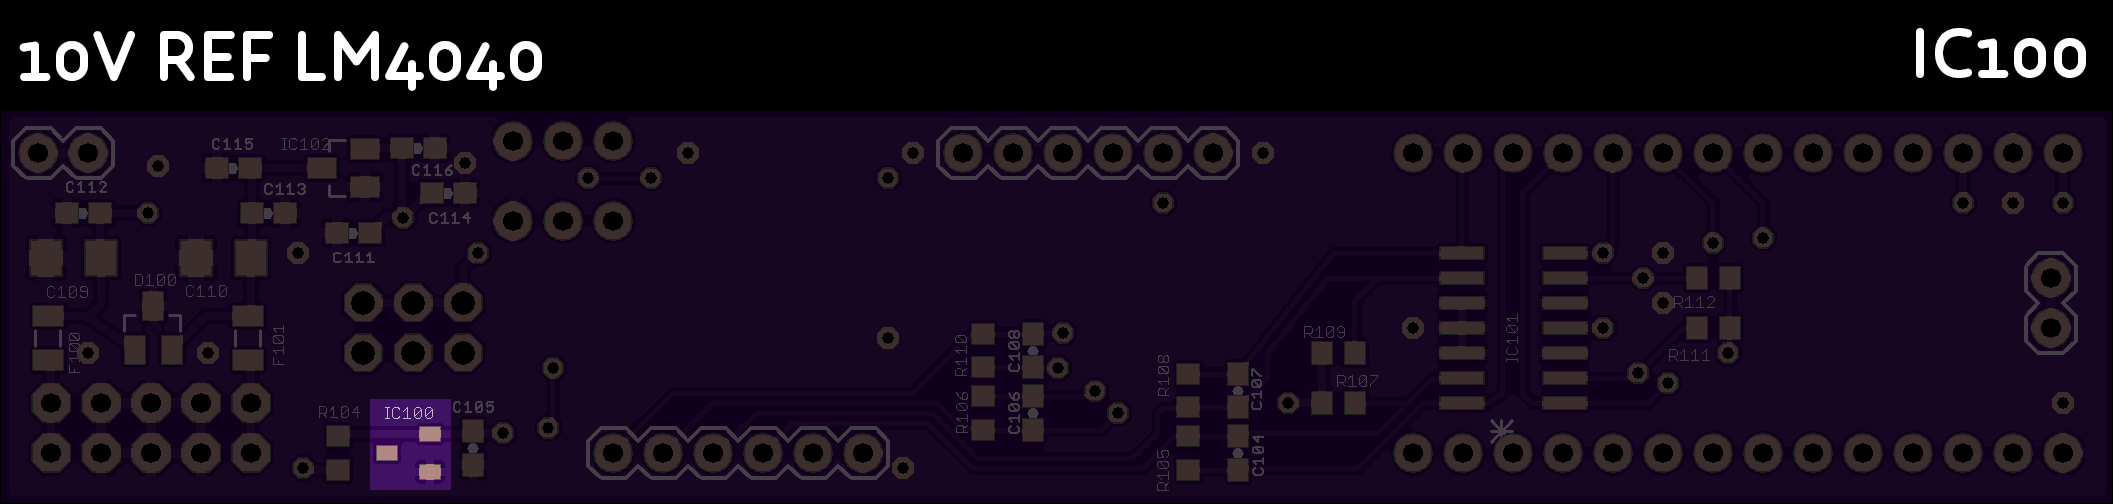 10V REF LM4040 IC100
C115 IC102
C116
C112 C113
C114
C111
C109 D100 C110
F100 F101
R109
R110 C108
R112
IC101
R111
R108 C107 R107
R104 IC100 C105
R106 C106
R105 C104